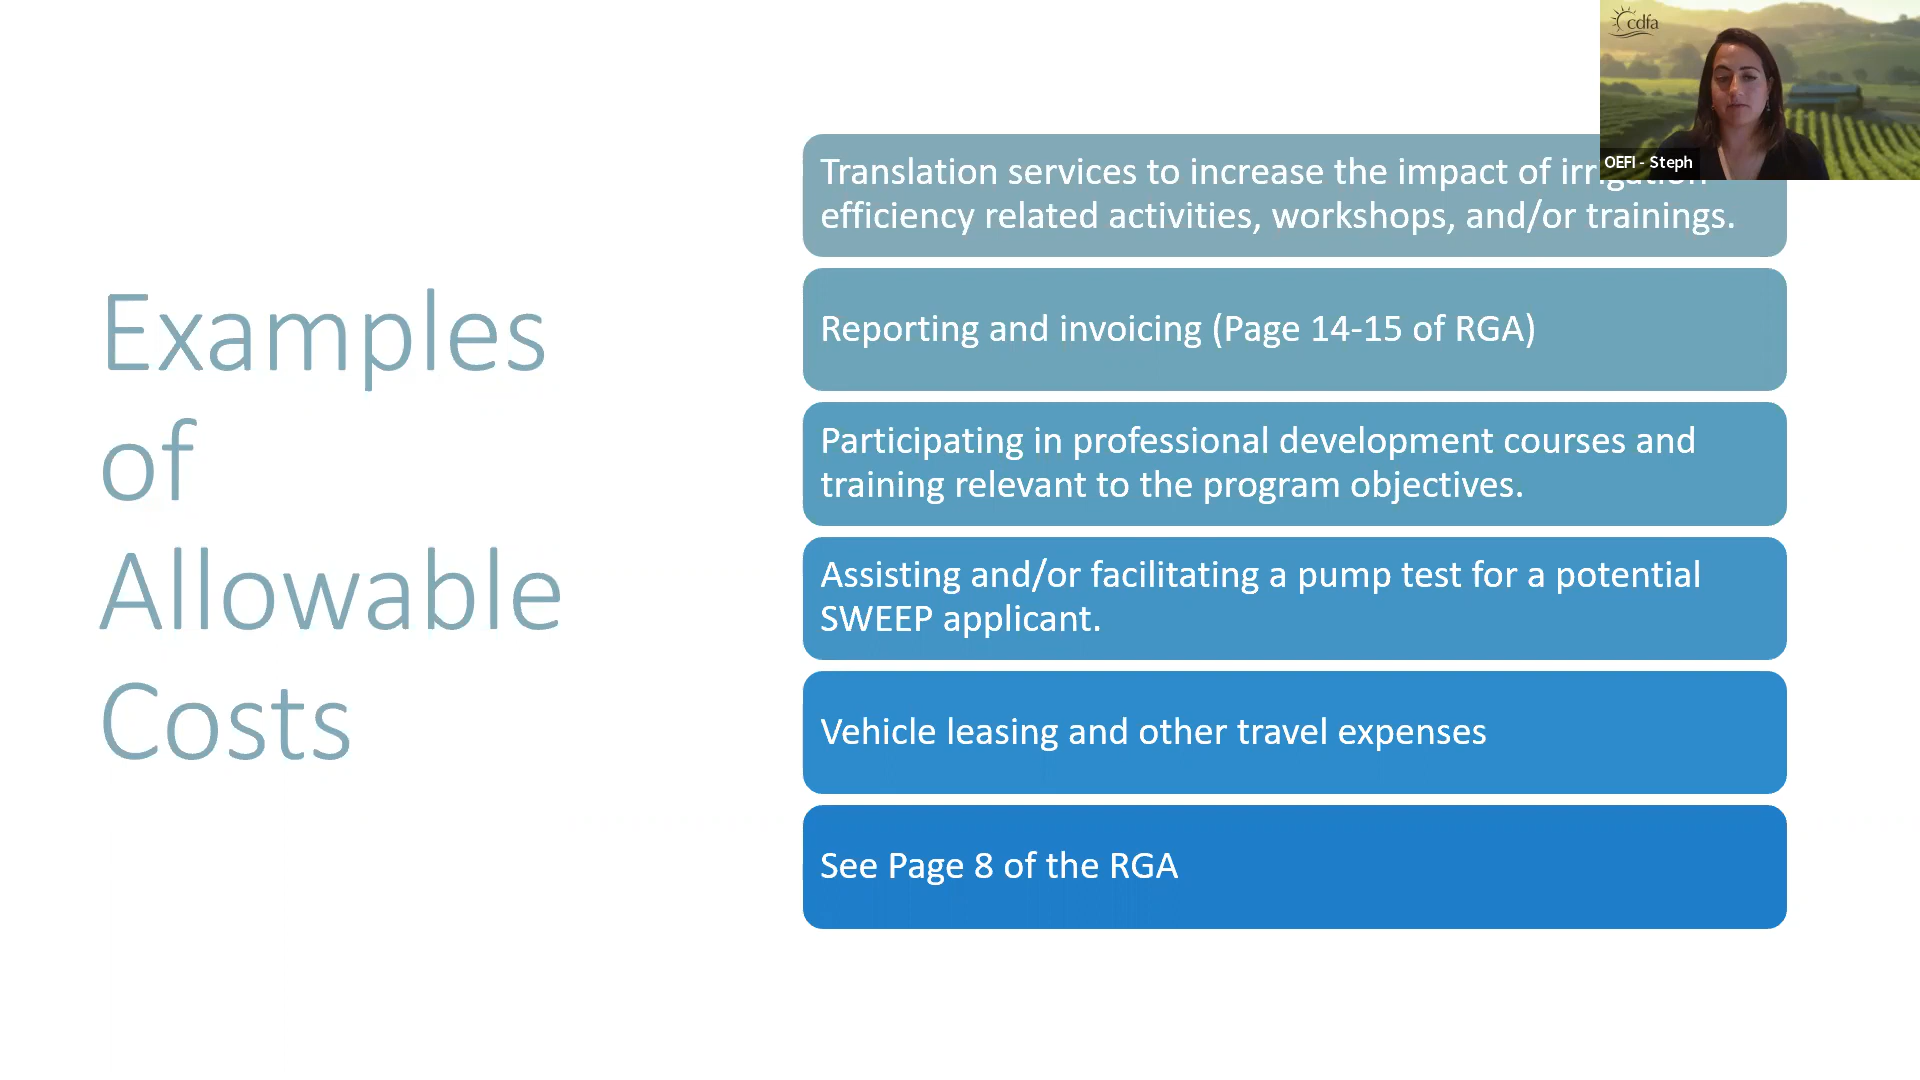 cdfa
OEFI - Steph
Examples
of
Allowable
Costs
Translation services to increase the impact of irrigation
efficiency related activities, workshops, and/or trainings.
Reporting and invoicing (Page 14-15 of RGA)
Participating in professional development courses and
training relevant to the program objectives.
Assisting and/or facilitating a pump test for a potential
SWEEP applicant.
Vehicle leasing and other travel expenses
See Page 8 of the RGA